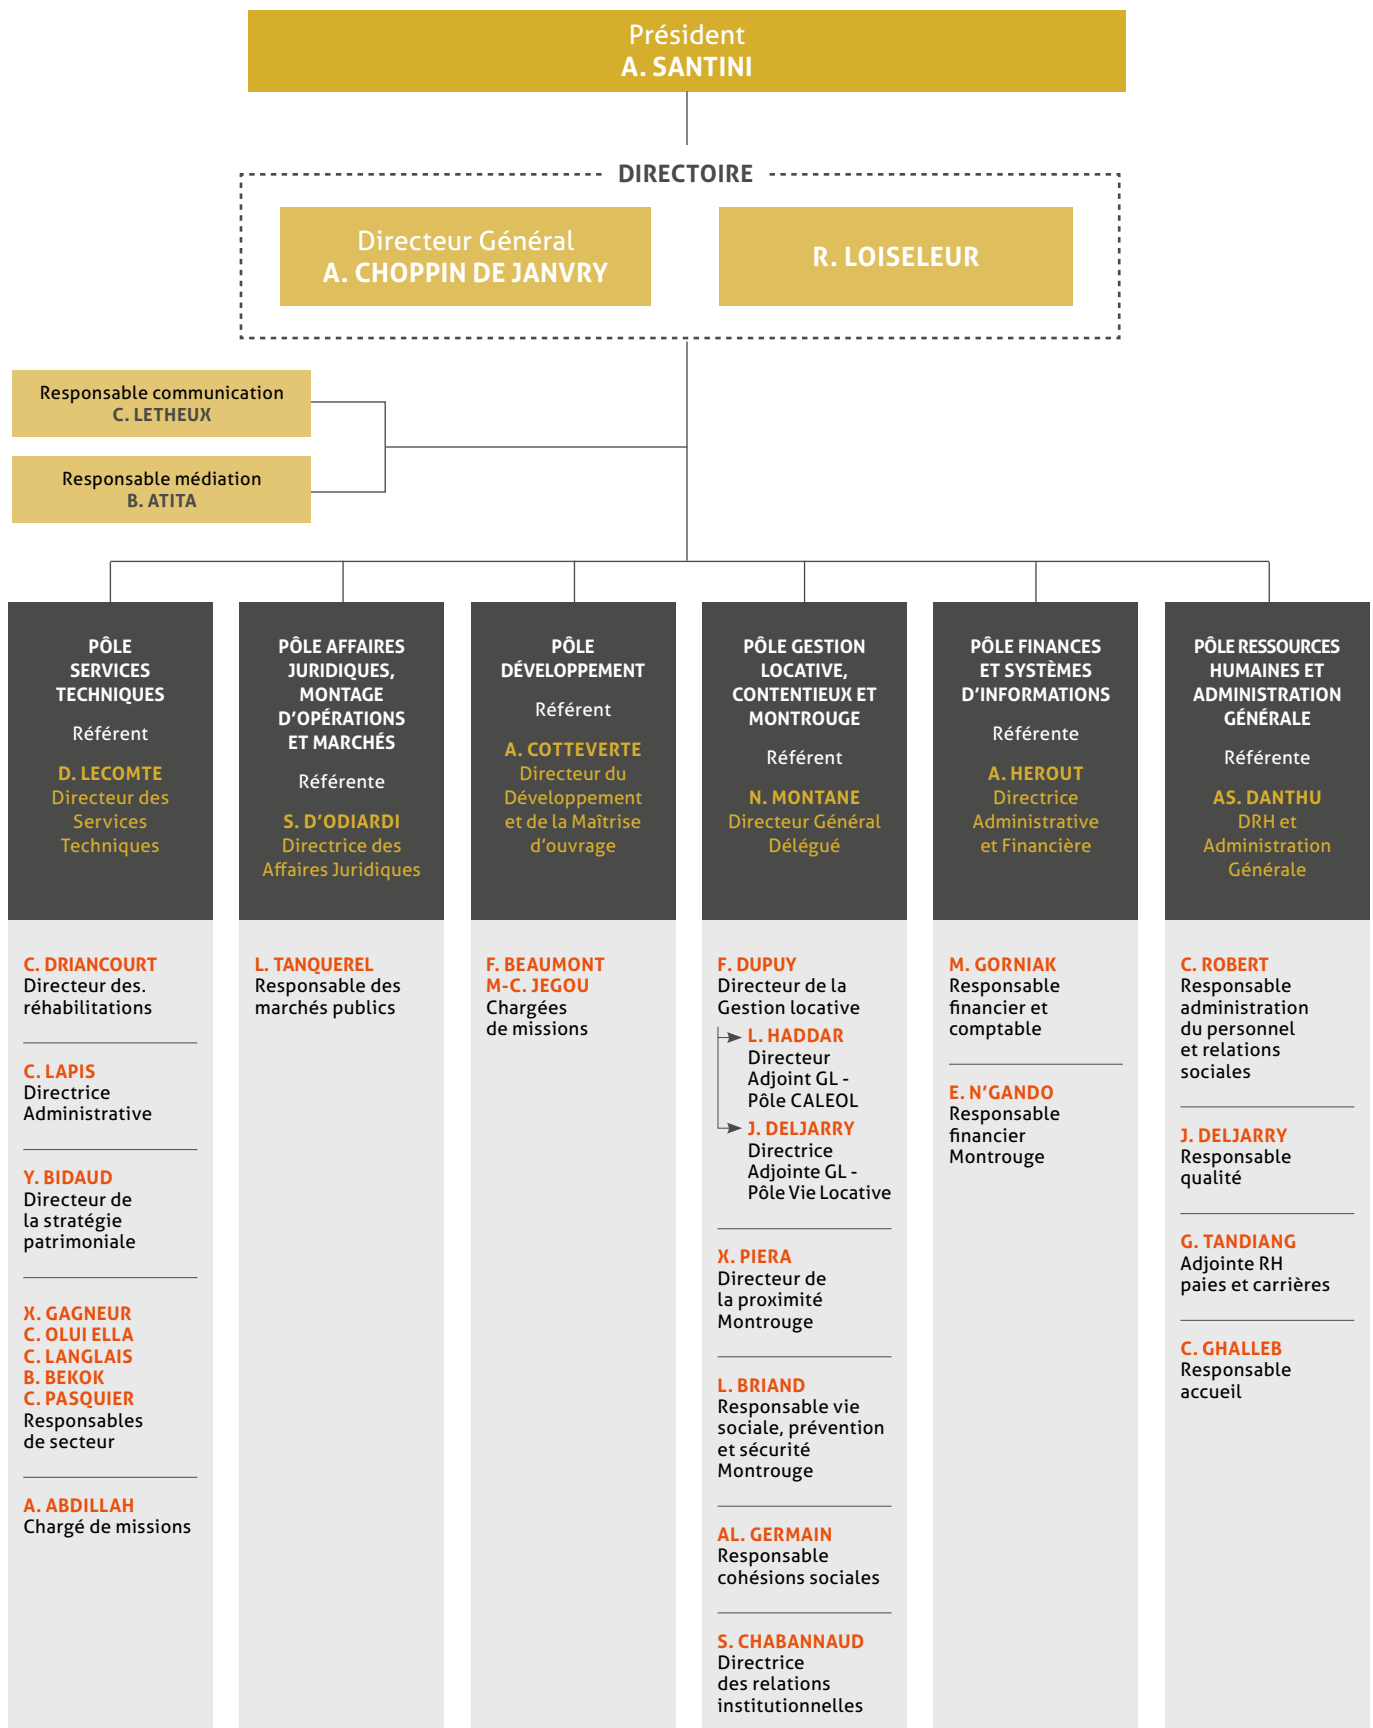 Président
A. SANTINI
DIRECTOIRE
Directeur Général
A. CHOPPIN DE JANVRY
R. LOISELEUR
Responsable communication
C. LETHEUX
Responsable médiation
B. ATITA
PÔLE
SERVICES
TECHNIQUES
Référent
D. LECOMTE
Directeur des
Services
Techniques
C. DRIANCOURT
Directeur des.
réhabilitations
C. LAPIS
Directrice
Administrative
Y. BIDAUD
Directeur de
la stratégie
patrimoniale
X. GAGNEUR
C. OLUI ELLA
C. LANGLAIS
B. BEKOK
C. PASQUIER
Responsables
de secteur
A. ABDILLAH
Chargé de missions
PÔLE AFFAIRES
JURIDIQUES,
MONTAGE
D'OPÉRATIONS
ET MARCHÉS
Référente
S. D'ODIARDI
Directrice des
Affaires Juridiques
L. TANQUEREL
Responsable des
marchés publics
PÔLE
DÉVELOPPEMENT
Référent
A. COTTEVERTE
Directeur du
Développement
et de la Maîtrise
d'ouvrage
F. BEAUMONT
M-C. JEGOU
Chargées
de missions
PÔLE GESTION
LOCATIVE,
CONTENTIEUX ET
MONTROUGE
Référent
N. MONTANE
Directeur Général
Délégué
F. DUPUY
Directeur de la
Gestion locative
L. HADDAR
Directeur
Adjoint GL -
Pôle CALEOL
J. DELJARRY
Directrice
Adjointe GL -
Pôle Vie Locative
X. PIERA
Directeur de
la proximité
Montrouge
L. BRIAND
Responsable vie
sociale, prévention
et sécurité
Montrouge
AL. GERMAIN
Responsable
cohésions sociales
S. CHABANNAUD
Directrice
des relations
institutionnelles
PÔLE FINANCES
ET SYSTÈMES
D'INFORMATIONS
Référente
A. HEROUT
Directrice
Administrative
et Financière
M. GORNIAK
Responsable
financier et
comptable
E. N'GANDO
Responsable
financier
Montrouge
PÔLE RESSOURCES
HUMAINES ET
ADMINISTRATION
GÉNÉRALE
Référente
AS. DANTHU
DRH et
Administration
Générale
C. ROBERT
Responsable
administration
du personnel
et relations
sociales
J. DELJARRY
Responsable
qualité
G. TANDIANG
Adjointe RH
paies et carrières
C. GHALLEB
Responsable
accueil